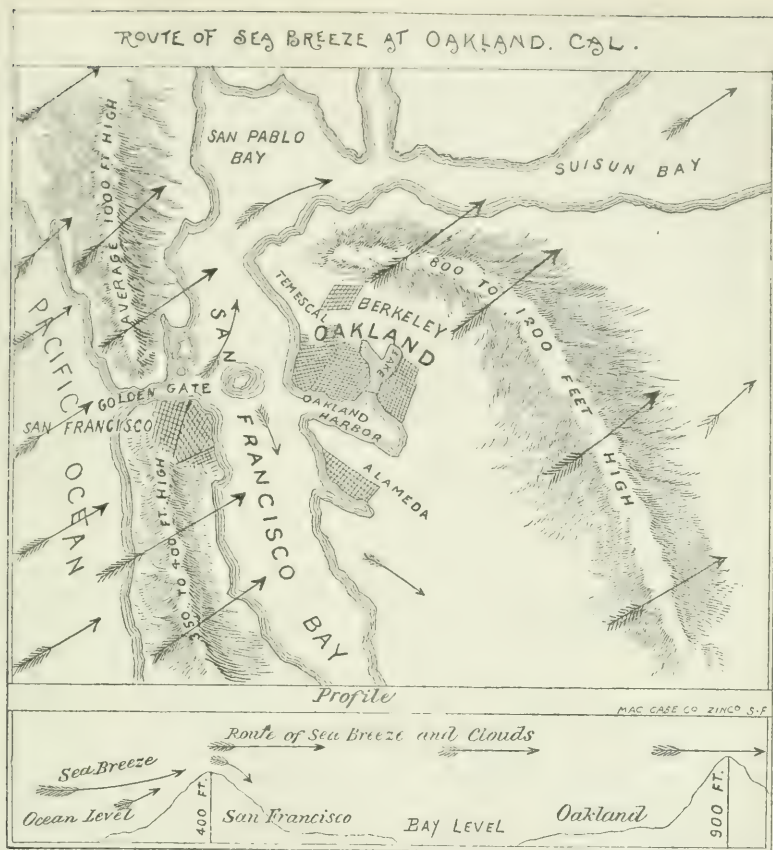 ROUTE OF SEA BREEZE AT OAKLAND. CAL.
SAN PABLO
BAY
SUISUN BAY
AVERAGE 1000 FT HIGH
PACIFIC
OCEAN
TEMESCAL
BERKELEY
OAKLAND
LAKE
800 TO 1200 FEET
HIGH
GOLDEN GATE
SAN FRANCISCO
OAKLAND
HARBOR
SAN
FRANCISCO
BAY
ALAMEDA
350 TO 400 FT. HIGH
Profile
MAC CASE CO ZINCO S.F
Route of Sea Breeze and Clouds
Sea Breeze
Ocean Level
400 FT.
San Francisco
BAY LEVEL
Oakland
900 FT.